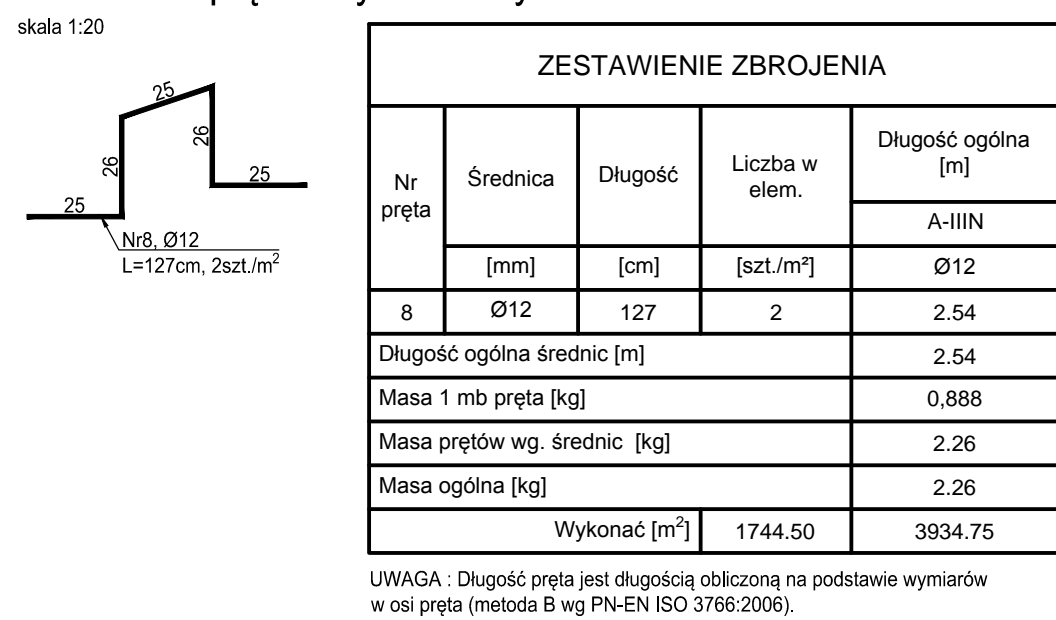 skala 1:20
25
26
26
25
25
Nr8, Ø12
L=127cm, 2szt./m²
ZESTAWIENIE ZBROJENIA
Nr pręta
Średnica
Długość
Liczba w elem.
Długość ogólna [m]
A-IIIN
[mm]
[cm]
[szt./m²]
Ø12
8
Ø12
127
2
2.54
Długość ogólna średnic [m]
2.54
Masa 1 mb pręta [kg]
0,888
Masa prętów wg. średnic [kg]
2.26
Masa ogólna [kg]
2.26
Wykonać [m²]
1744.50
3934.75
UWAGA : Długość pręta jest długością obliczoną na podstawie wymiarów
w osi pręta (metoda B wg PN-EN ISO 3766:2006).